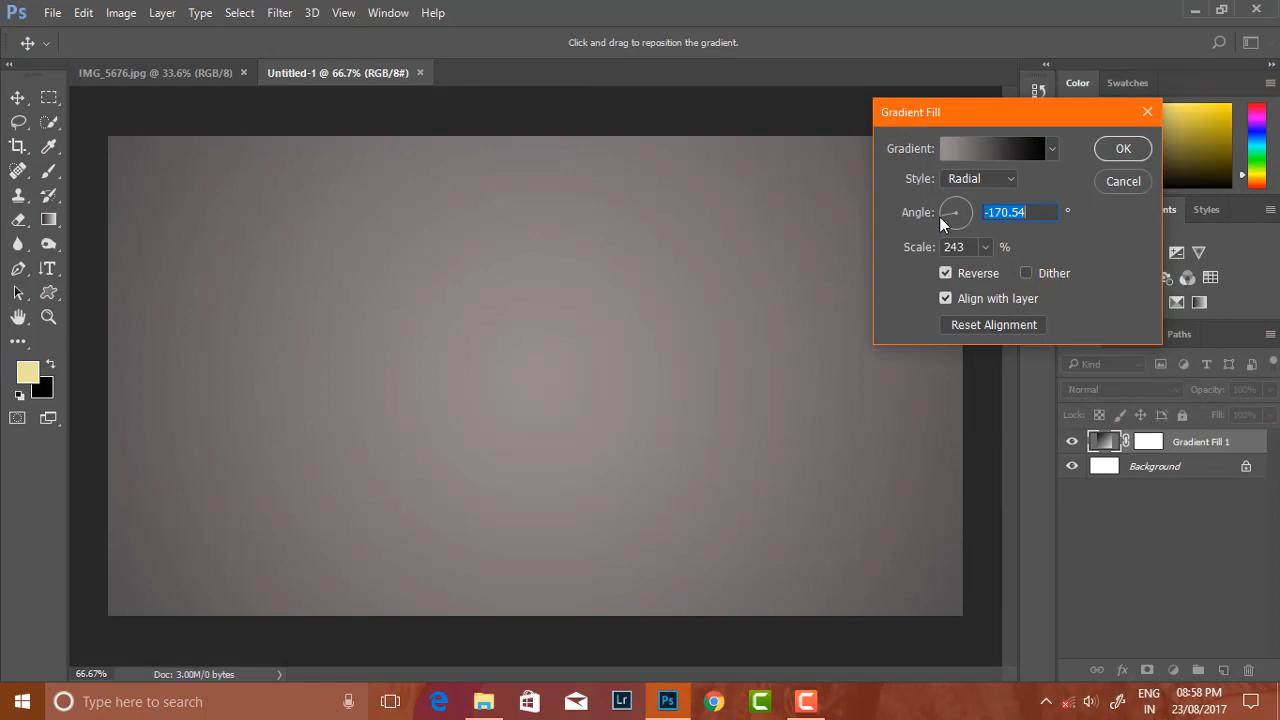 Ps File Edit Image Layer Type Select Filter 3D View Window Help
Click and drag to reposition the gradient.
IMG_5676.jpg @ 33.6% (RGB/8) × Untitled-1 @ 66.7% (RGB/8#) ×
Color Swatches
Gradient Fill
Gradient: OK
Style: Radial
Cancel
Angle: -170.54 °
Styles
Scale: 243 %
Reverse Dither
Align with layer
Reset Alignment
Paths
Kind
Normal Opacity: 100%
Lock: Fill: 100%
Gradient Fill 1
Background
66.67% Doc: 3.00M/0 bytes
Type here to search
Lr Ps
ENG
IN
08:58 PM
23/08/2017